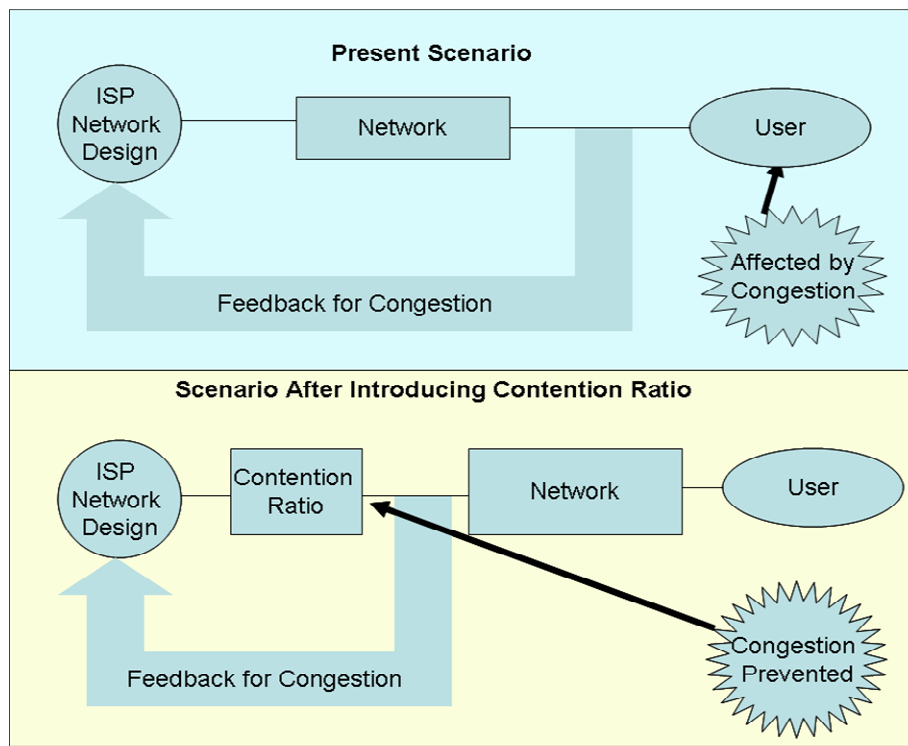 Present Scenario
ISP
Network
Design
Network
User
Affected by
Congestion
Feedback for Congestion
Scenario After Introducing Contention Ratio
ISP
Network
Design
Contention
Ratio
Network
User
Congestion
Prevented
Feedback for Congestion